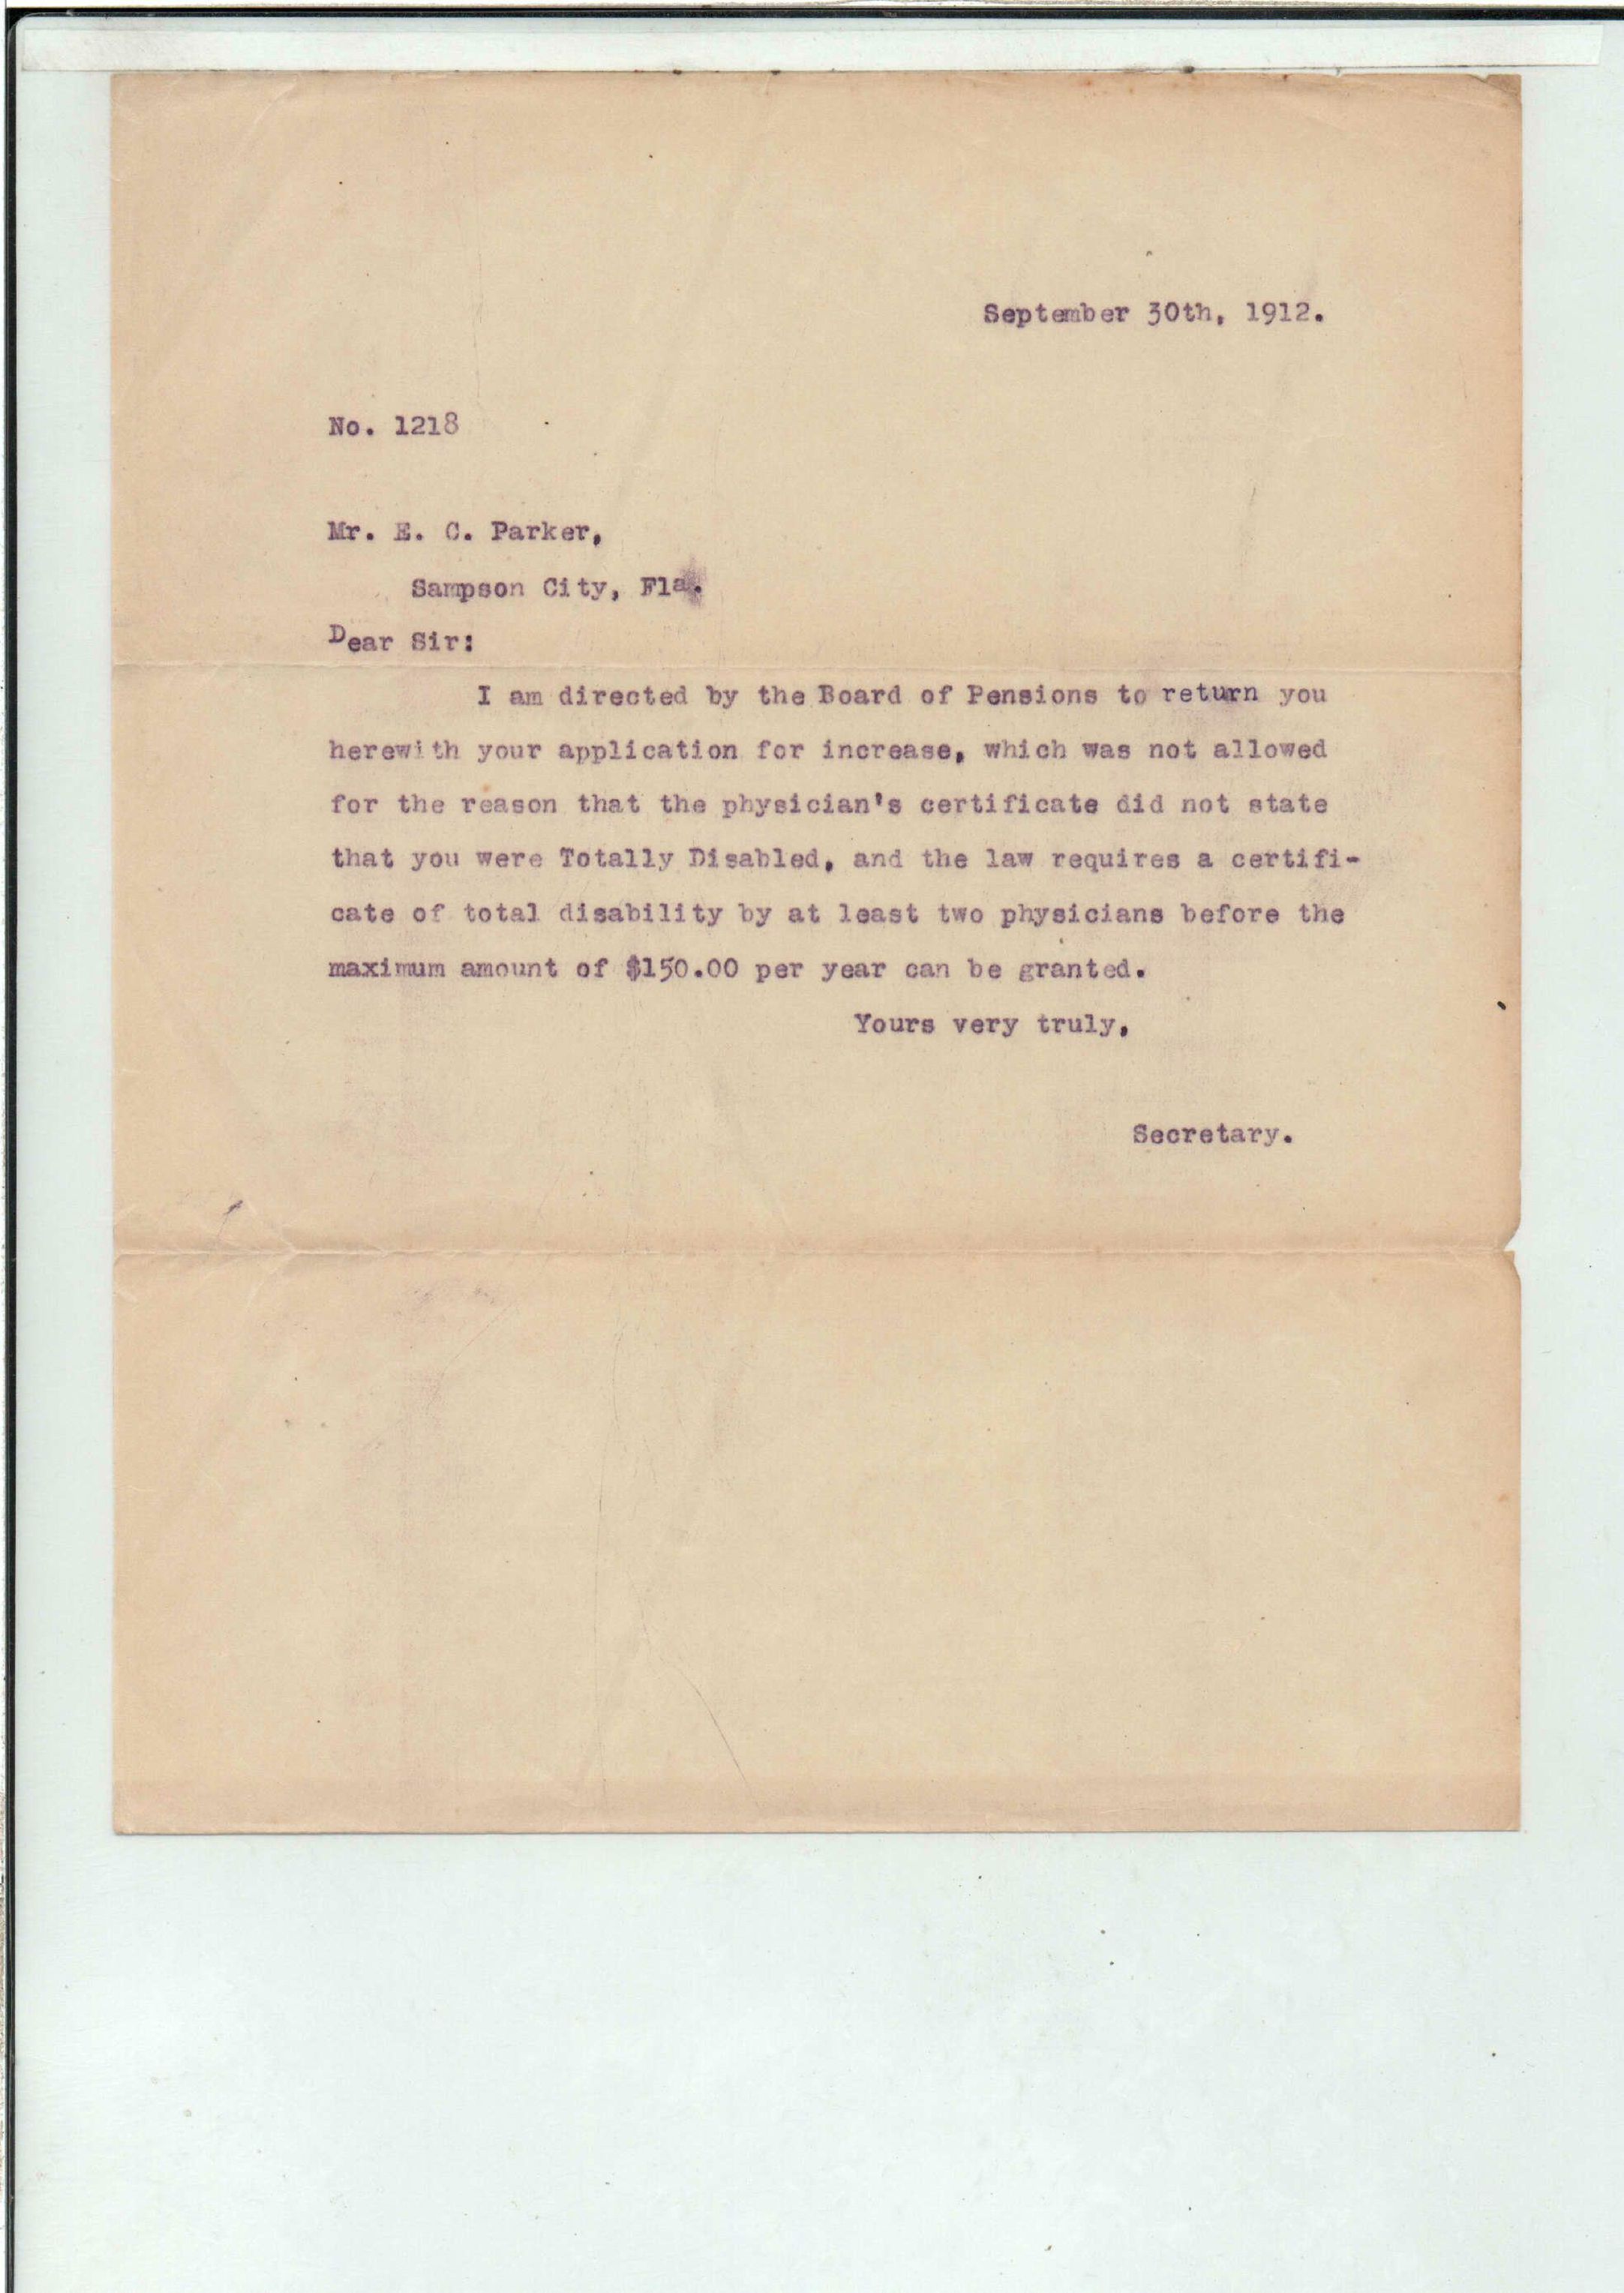 September 30th, 1912.
No. 1218
Mr. E. C. Parker,
Sampson City, Fla.
Dear Sir:
I am directed by the Board of Pensions to return you
herewith your application for increase, which was not allowed
for the reason that the physician's certificate did not state
that you were Totally Disabled, and the law requires a certifi-
cate of total disability by at least two physicians before the
maximum amount of $150.00 per year can be granted.
Yours very truly,
Secretary.